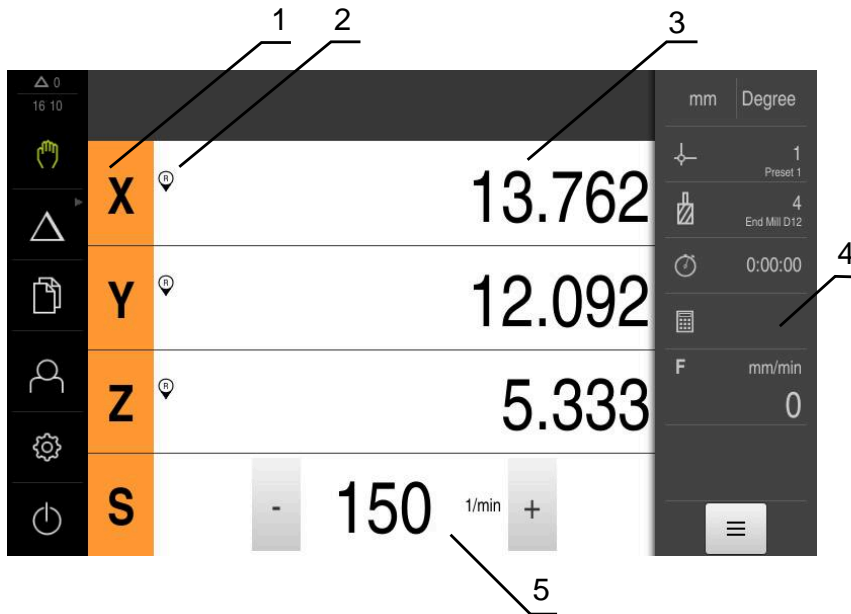 1 2 3
0
16 10
mm Degree
X R 13.762
1
Preset 1
4
End Mill D12
Y R 12.092
0:00:00
4
F mm/min
0
Z R 5.333
S - 150 1/min +
5